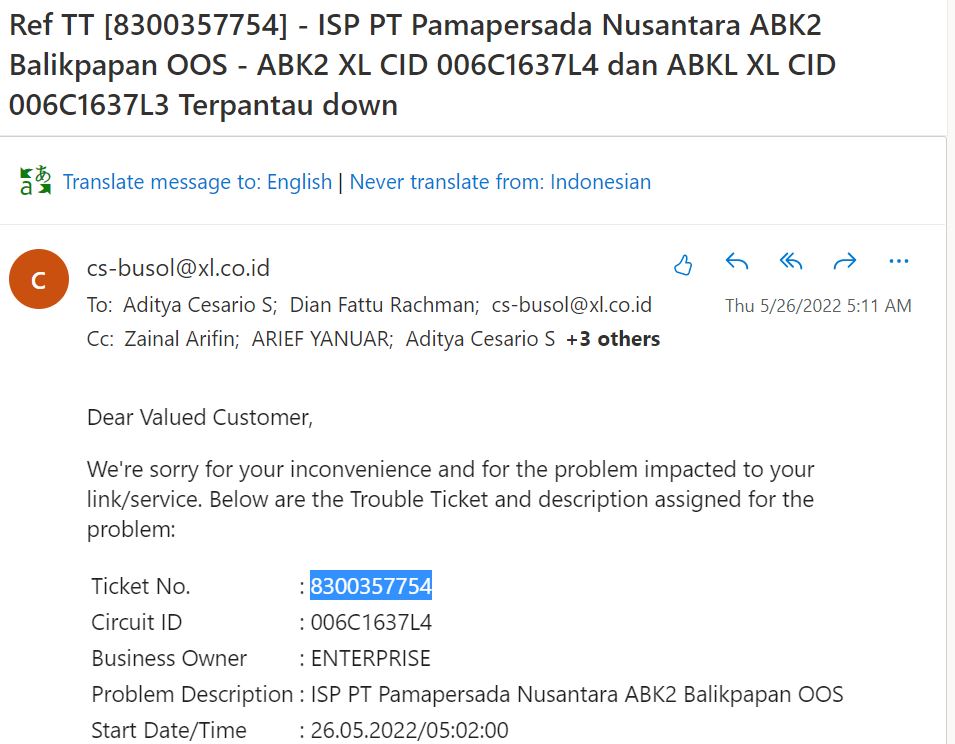 Ref TT [8300357754] - ISP PT Pamapersada Nusantara ABK2
Balikpapan OOS - ABK2 XL CID 006C1637L4 dan ABKL XL CID
006C1637L3 Terpantau down
Translate message to: English | Never translate from: Indonesian
C
cs-busol@xl.co.id
To: Aditya Cesario S; Dian Fattu Rachman; cs-busol@xl.co.id
Thu 5/26/2022 5:11 AM
Cc: Zainal Arifin; ARIEF YANUAR; Aditya Cesario S +3 others
Dear Valued Customer,
We're sorry for your inconvenience and for the problem impacted to your
link/service. Below are the Trouble Ticket and description assigned for the
problem:
Ticket No. : 8300357754
Circuit ID : 006C1637L4
Business Owner : ENTERPRISE
Problem Description : ISP PT Pamapersada Nusantara ABK2 Balikpapan OOS
Start Date/Time : 26.05.2022/05:02:00